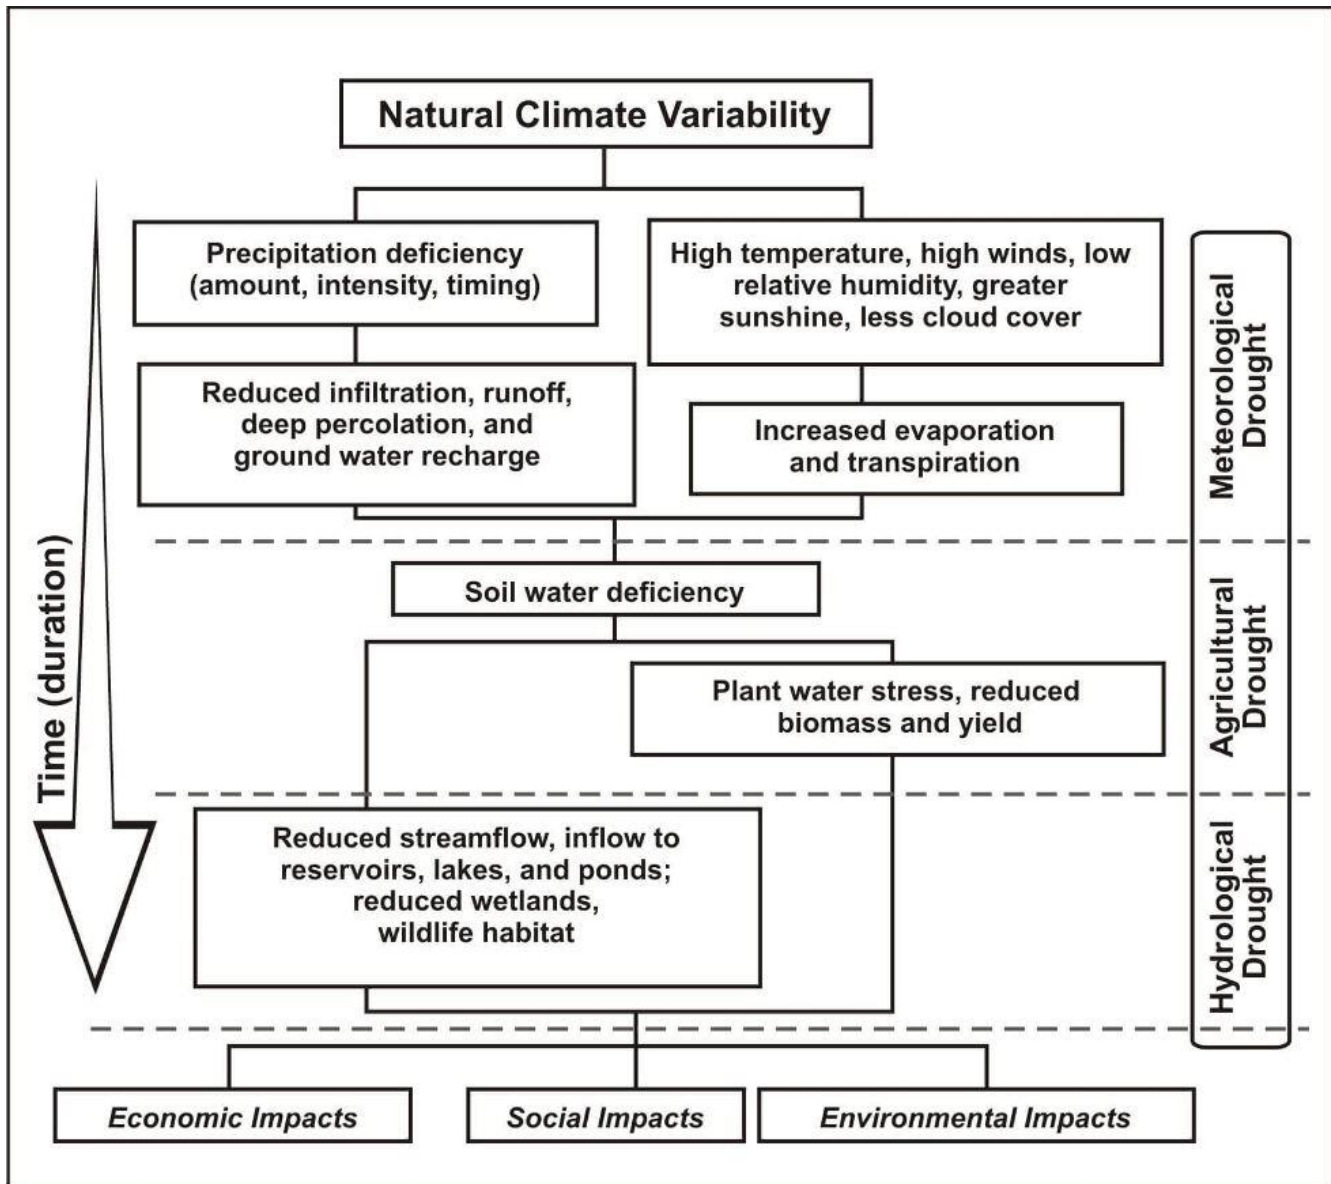 Natural Climate Variability
Precipitation deficiency
(amount, intensity, timing)
High temperature, high winds, low
relative humidity, greater
sunshine, less cloud cover
Reduced infiltration, runoff,
deep percolation, and
ground water recharge
Increased evaporation
and transpiration
Meteorological
Drought
Time (duration)
Soil water deficiency
Plant water stress, reduced
biomass and yield
Agricultural
Drought
Reduced streamflow, inflow to
reservoirs, lakes, and ponds;
reduced wetlands,
wildlife habitat
Hydrological
Drought
Economic Impacts
Social Impacts
Environmental Impacts